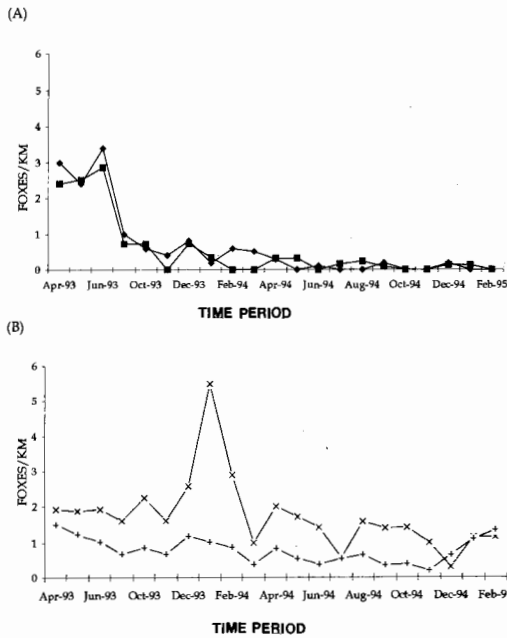 (A)
6
5
4
3
2
1
0
FOXES/KM
Apr-93 Jun-93 Oct-93 Dec-93 Feb-94 Apr-94 Jun-94 Aug-94 Oct-94 Dec-94 Feb-95
TIME PERIOD
(B)
6
5
4
3
2
1
0
FOXES/KM
Apr-93 Jun-93 Oct-93 Dec-93 Feb-94 Apr-94 Jun-94 Aug-94 Oct-94 Dec-94 Feb-95
TIME PERIOD